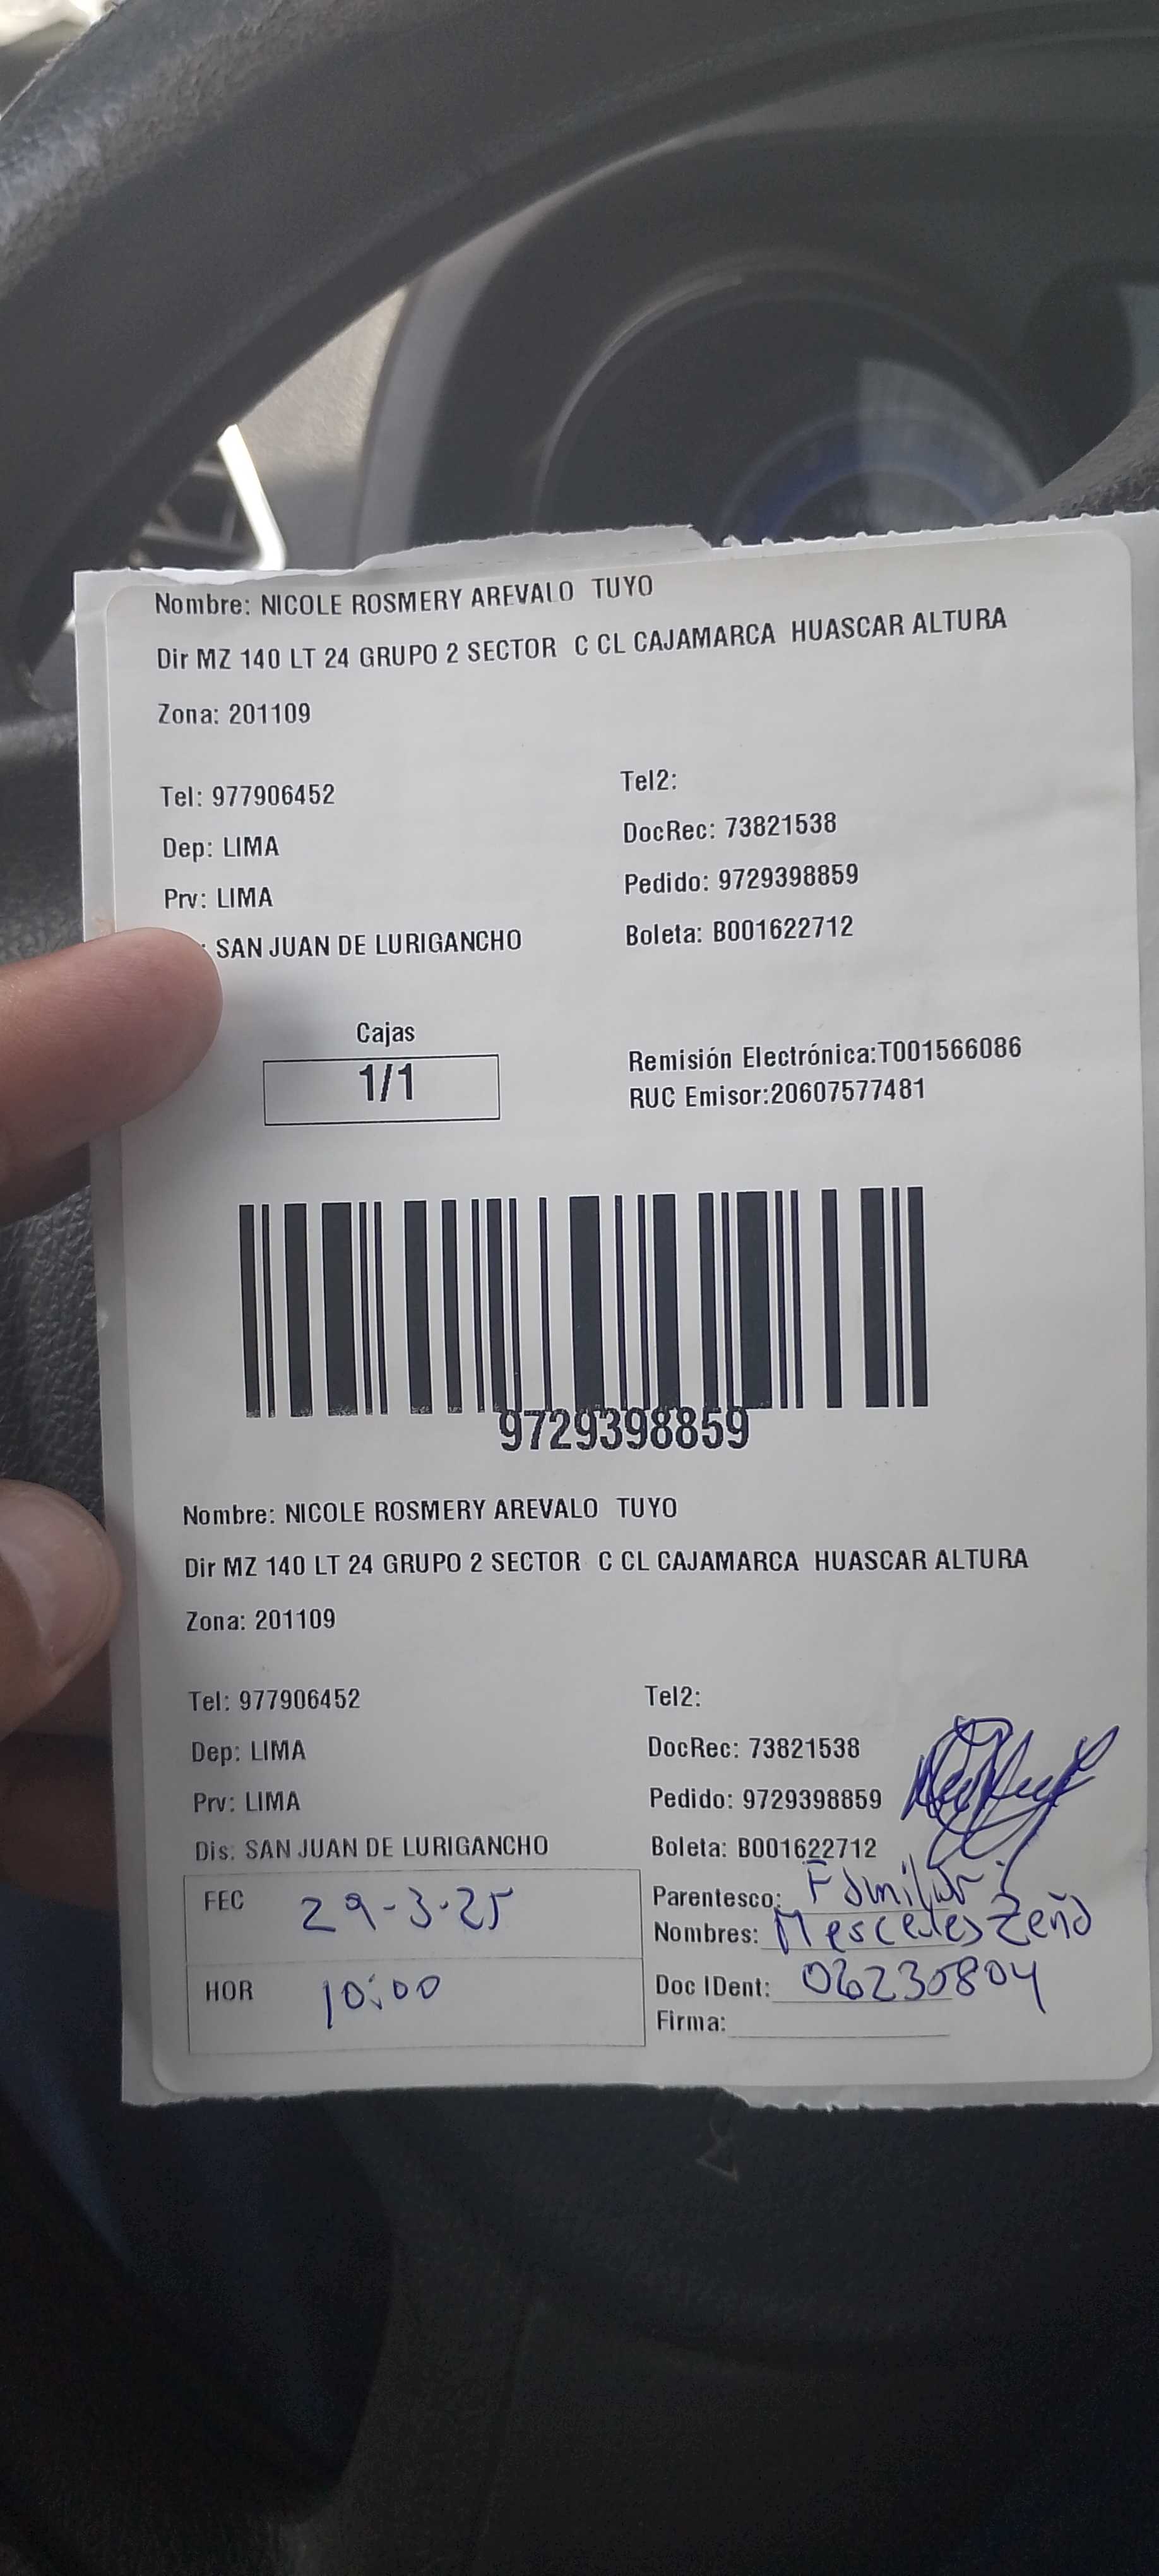 Nombre: NICOLE ROSMERY AREVALO TUYO
Dir MZ 140 LT 24 GRUPO 2 SECTOR C CL CAJAMARCA HUASCAR ALTURA
Zona: 201109
Tel: 977906452 Tel2:
Dep: LIMA DocRec: 73821538
Prv: LIMA Pedido: 9729398859
: SAN JUAN DE LURIGANCHO Boleta: B001622712
Cajas
1/1
Remisión Electrónica:T001566086
RUC Emisor:20607577481
9729398859
Nombre: NICOLE ROSMERY AREVALO TUYO
Dir MZ 140 LT 24 GRUPO 2 SECTOR C CL CAJAMARCA HUASCAR ALTURA
Zona: 201109
Tel: 977906452 Tel2:
Dep: LIMA DocRec: 73821538
Prv: LIMA Pedido: 9729398859
Dis: SAN JUAN DE LURIGANCHO Boleta: B001622712
FEC 29-3-25
HOR 10:00
Parentesco: Familiar
Nombres: Mescedes Zeño
Doc IDent: 06230804
Firma: